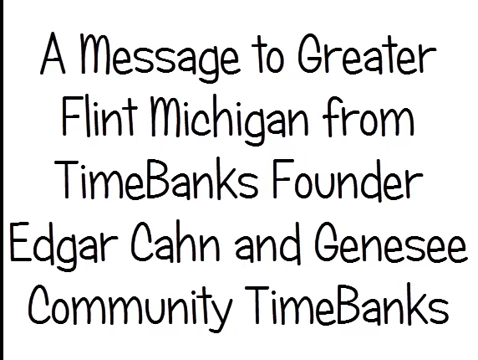 A Message to Greater
Flint Michigan from
TimeBanks Founder
Edgar Cahn and Genesee
Community TimeBanks